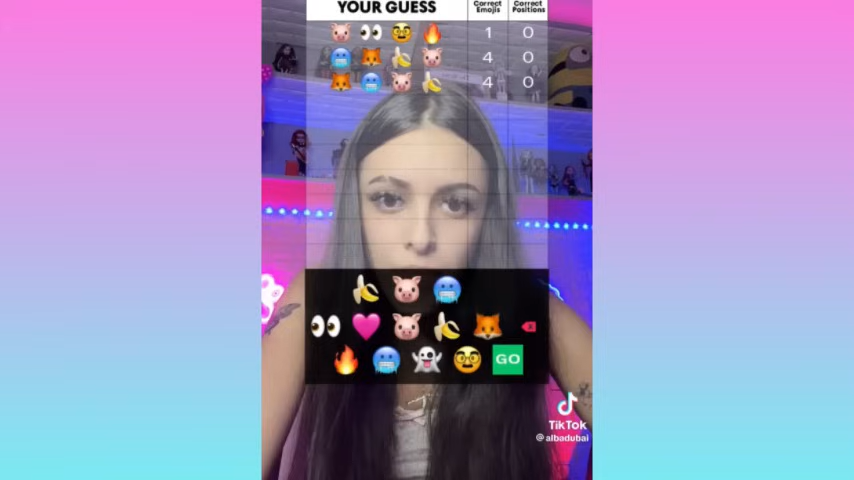 YOUR GUESS
Correct
Emojis
Correct
Positions
1 0
4 0
4 0
GO
TikTok
@albadubai